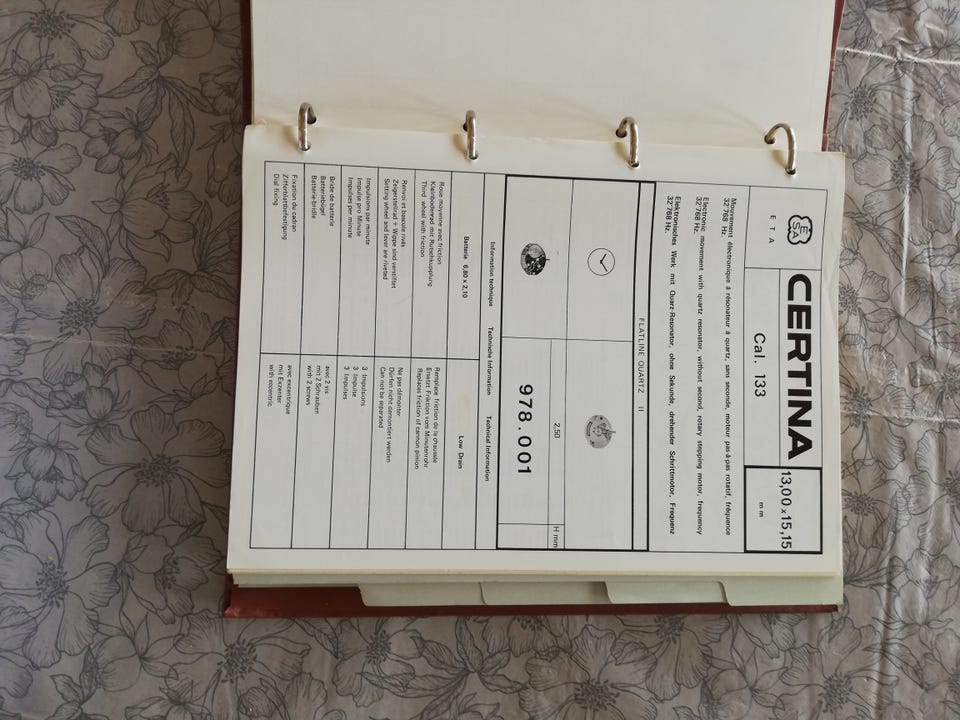 ESA
ETA
CERTINA
Cal. 133
13,00 x 15,15
mm
Mouvement électronique à résonateur à quartz, sans seconde, moteur pas à pas rotatif, fréquence
32'768 Hz.
Electronic movement with quartz resonator, without second, rotary stepping motor, frequency
32'768 Hz.
Elektronisches Werk mit Quarz-Resonator, ohne Sekunde, drehender Schrittmotor, Frequenz
32'768 Hz.
FLATLINE QUARTZ II
2,50
H mm
978.001
Information technique Technische Information Technical Information
Batterie 6,80 x 2,10
Low Drain
Roue moyenne avec friction
Kleinbodenrad mit Rutschkupplung
Third wheel with friction
Remplace friction de la chaussée
Ersetzt Friktion vom Minutenrohr
Replaces friction of cannon pinion
Renvoi et bascule rivés
Zeigerstellrad + Wippe sind vernietet
Setting wheel and lever are riveted
Ne pas démonter
Dürfen nicht demontiert werden
Can not be separated
Impulsions par minute
Impulse pro Minute
Impulses per minute
3 Impulsions
3 Impulse
3 Impulses
Bride de batterie
Batteriebügel
Batterie-bridle
avec 2 vis
mit 2 Schrauben
with 2 screws
Fixation du cadran
Zifferblattbefestigung
Dial fixing
avec excentrique
mit Exzenter
with excentric